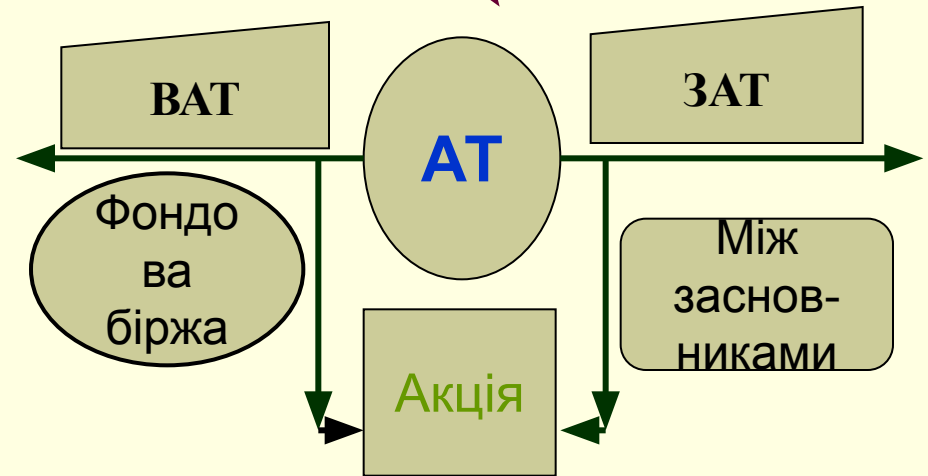 ВАТ
АТ
ЗАТ
Фондо
ва
біржа
Між
заснов-
никами
Акція